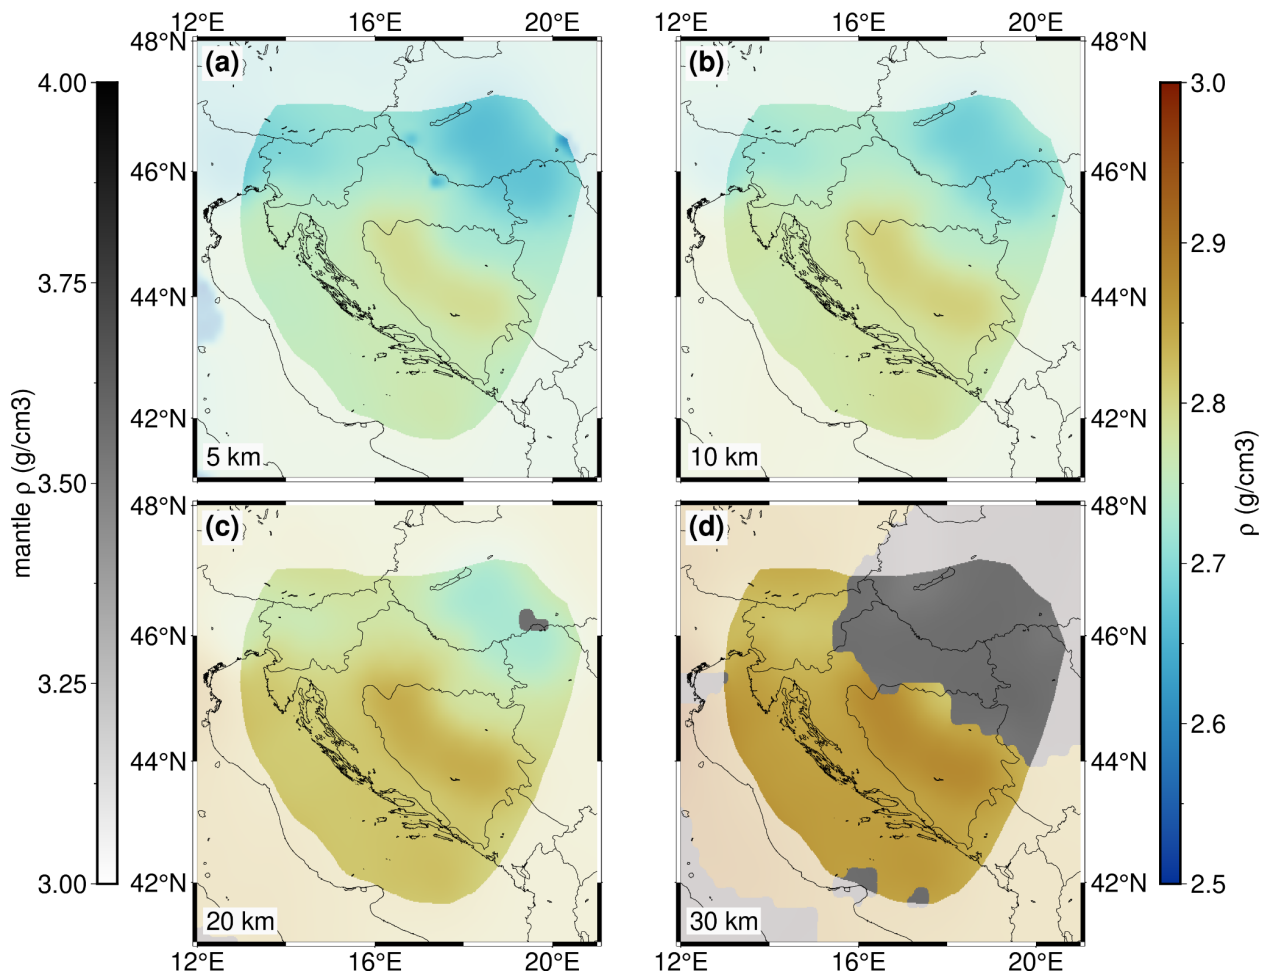 12°E 16°E 20°E 12°E 16°E 20°E
48°N (a) (b) 48°N
4.00 3.0
46°N 46°N
3.75 2.9
44°N 44°N
mantle ρ (g/cm3)
3.50 2.8
ρ (g/cm3)
42°N 42°N
5 km 10 km
48°N (c) (d) 48°N
2.7
46°N 46°N
3.25 2.6
44°N 44°N
3.00 42°N 42°N 2.5
20 km 30 km
12°E 16°E 20°E 12°E 16°E 20°E